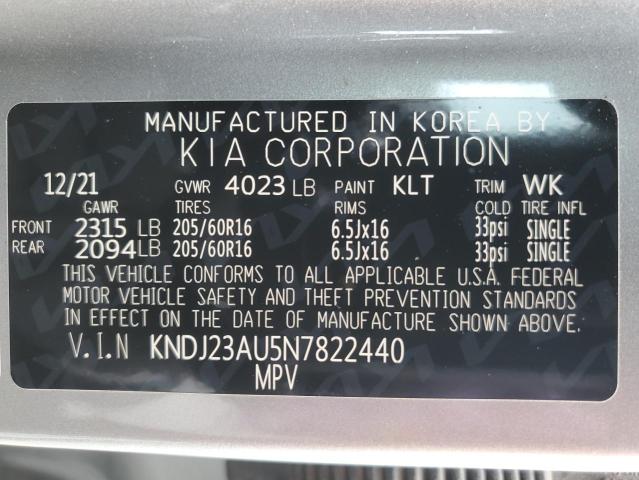 MANUFACTURED IN KOREA BY
KIA CORPORATION
12/21 GVWR 4023 LB PAINT KLT TRIM WK
GAWR TIRES RIMS COLD TIRE INFL
FRONT 2315 LB 205/60R16 6.5Jx16 33psi SINGLE
REAR 2094 LB 205/60R16 6.5Jx16 33psi SINGLE
THIS VEHICLE CONFORMS TO ALL APPLICABLE U.S.A. FEDERAL
MOTOR VEHICLE SAFETY AND THEFT PREVENTION STANDARDS
IN EFFECT ON THE DATE OF MANUFACTURE SHOWN ABOVE.
V.I.N KNDJ23AU5N7822440
MPV